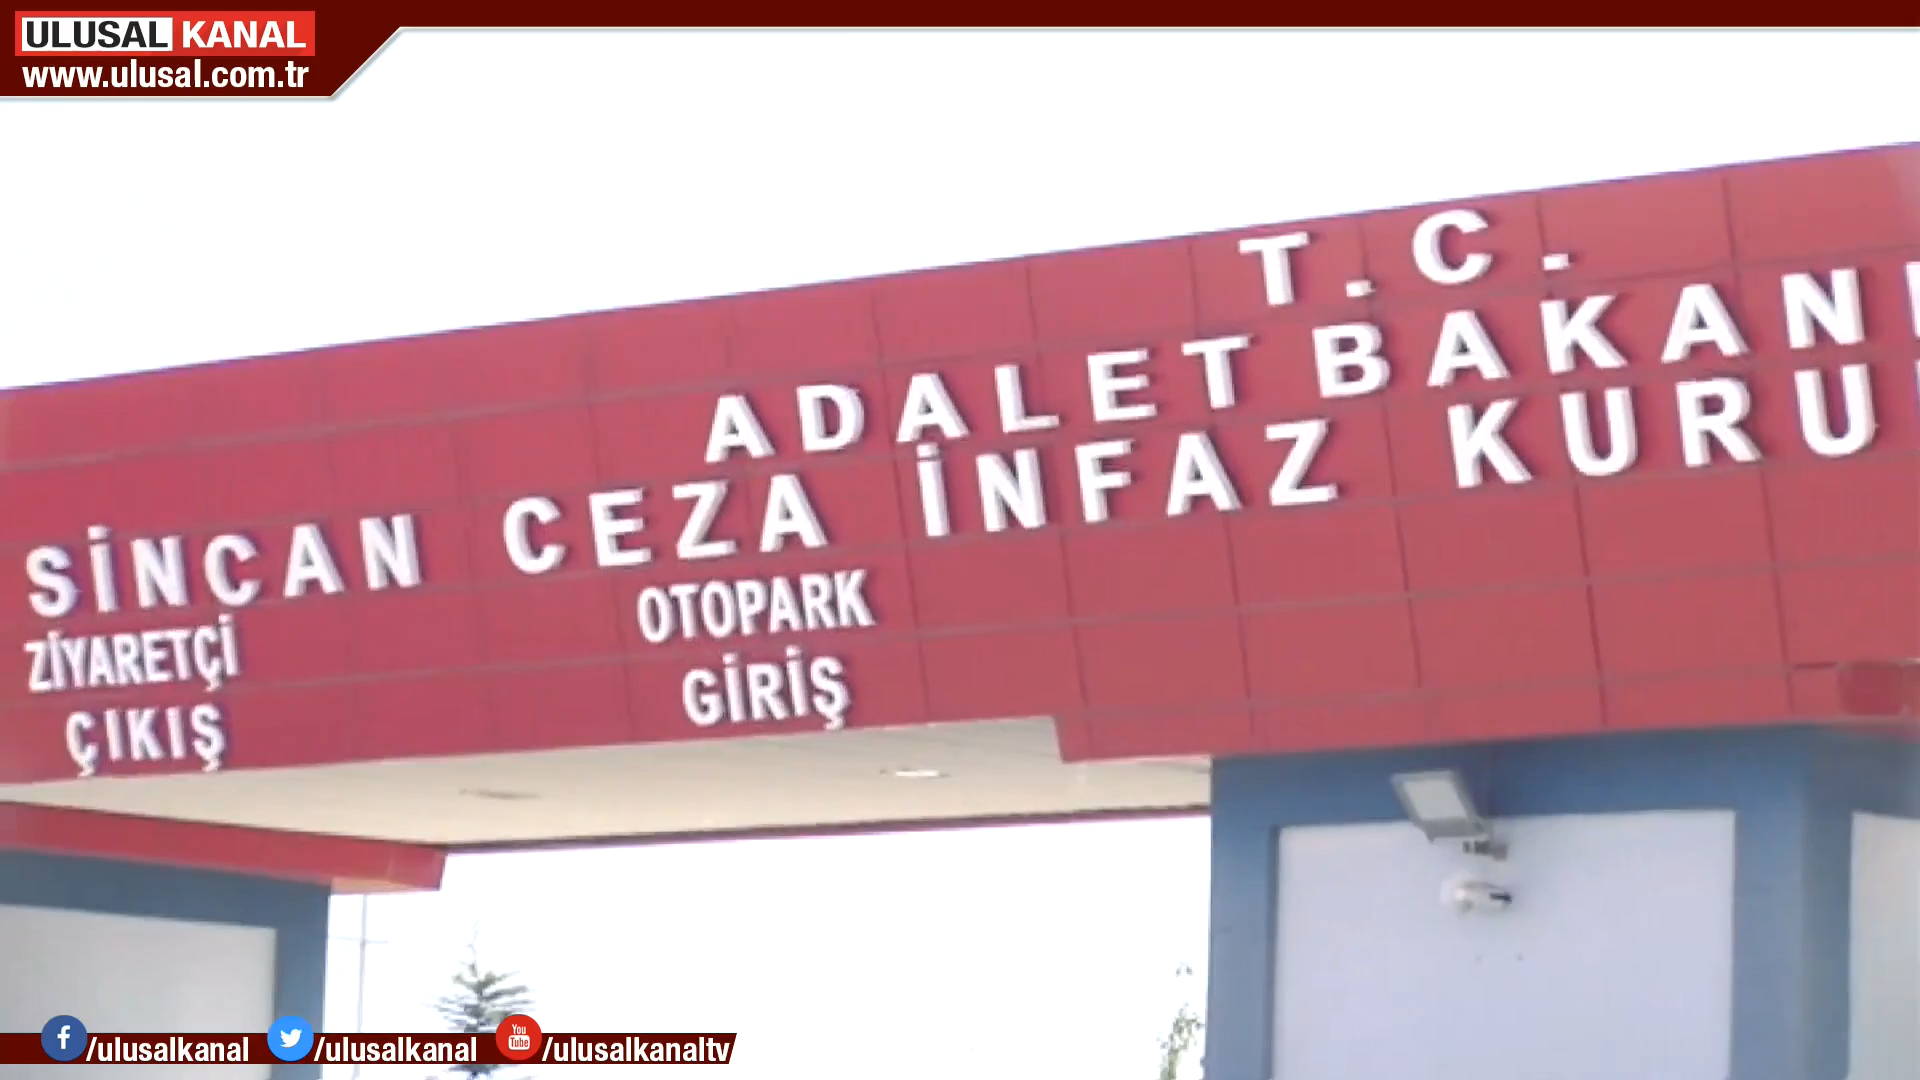 ULUSAL KANAL
www.ulusal.com.tr
T.C.
ADALET BAKANI
SİNCAN CEZA İNFAZ KURU
ZİYARETÇİ
ÇIKIŞ
OTOPARK
GİRİŞ
f /ulusalkanal /ulusalkanal You Tube /ulusalkanaltv